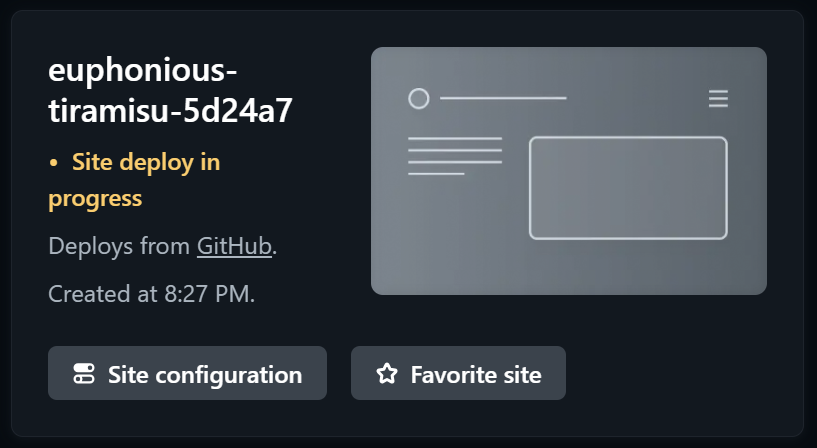 euphonious-
tiramisu-5d24a7
• Site deploy in
progress
Deploys from GitHub.
Created at 8:27 PM.
Site configuration
Favorite site